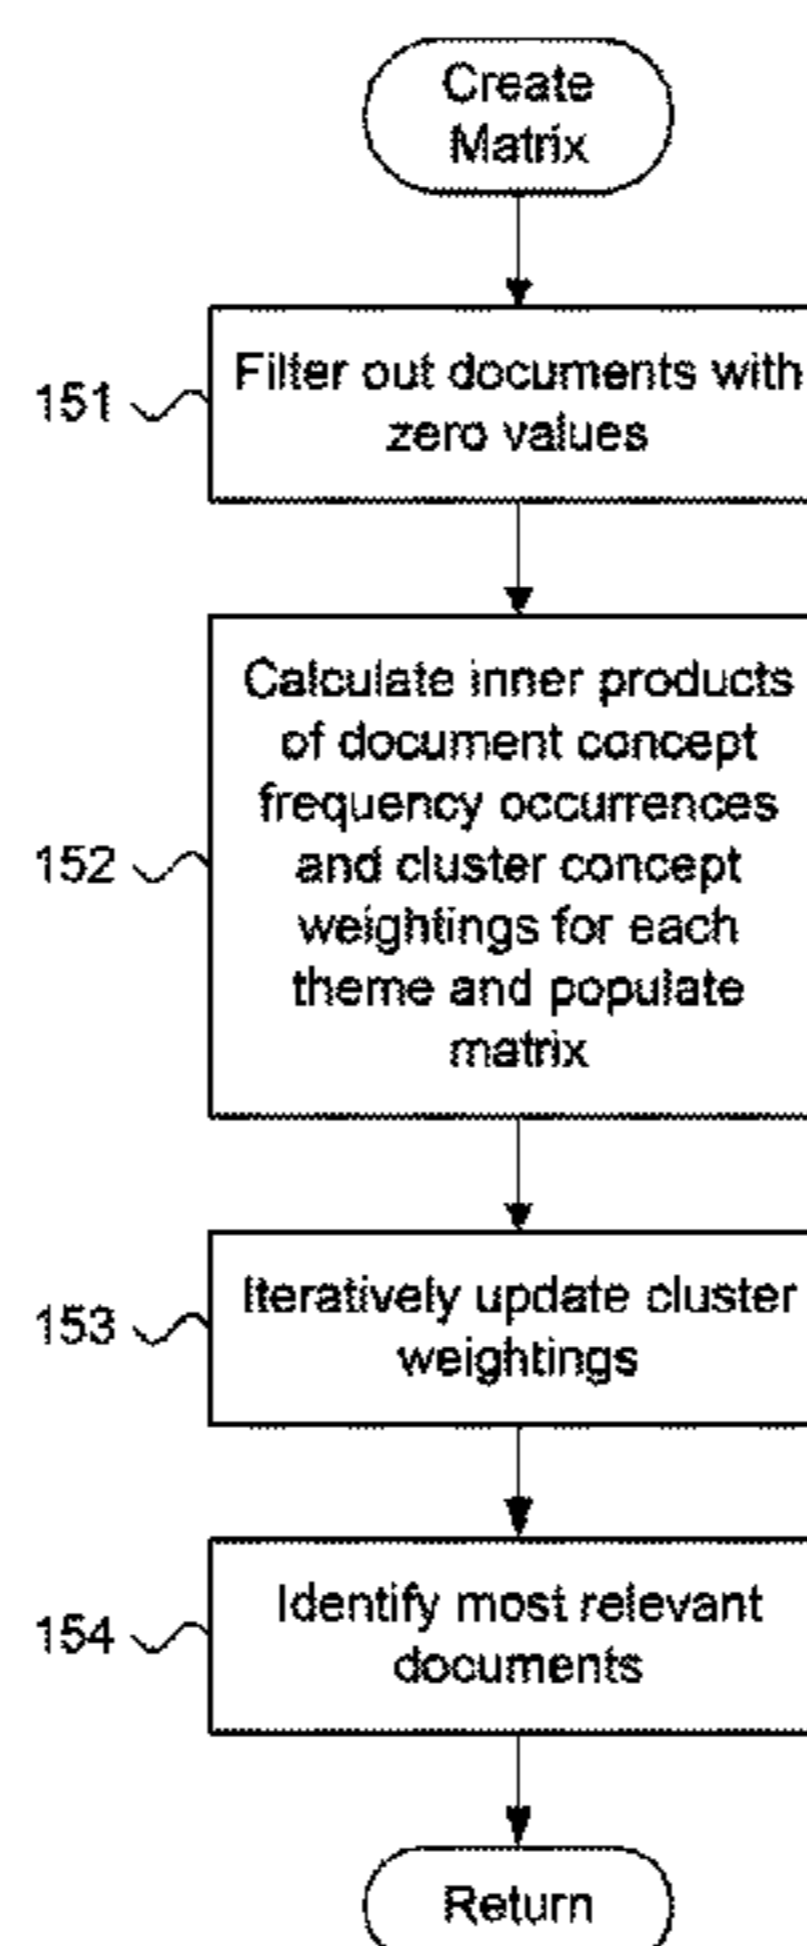 Create
Matrix
151
Filter out documents with
zero values
152
Calculate inner products
of document concept
frequency occurrences
and cluster concept
weightings for each
theme and populate
matrix
153
Iteratively update cluster
weightings
154
Identify most relevant
documents
Return